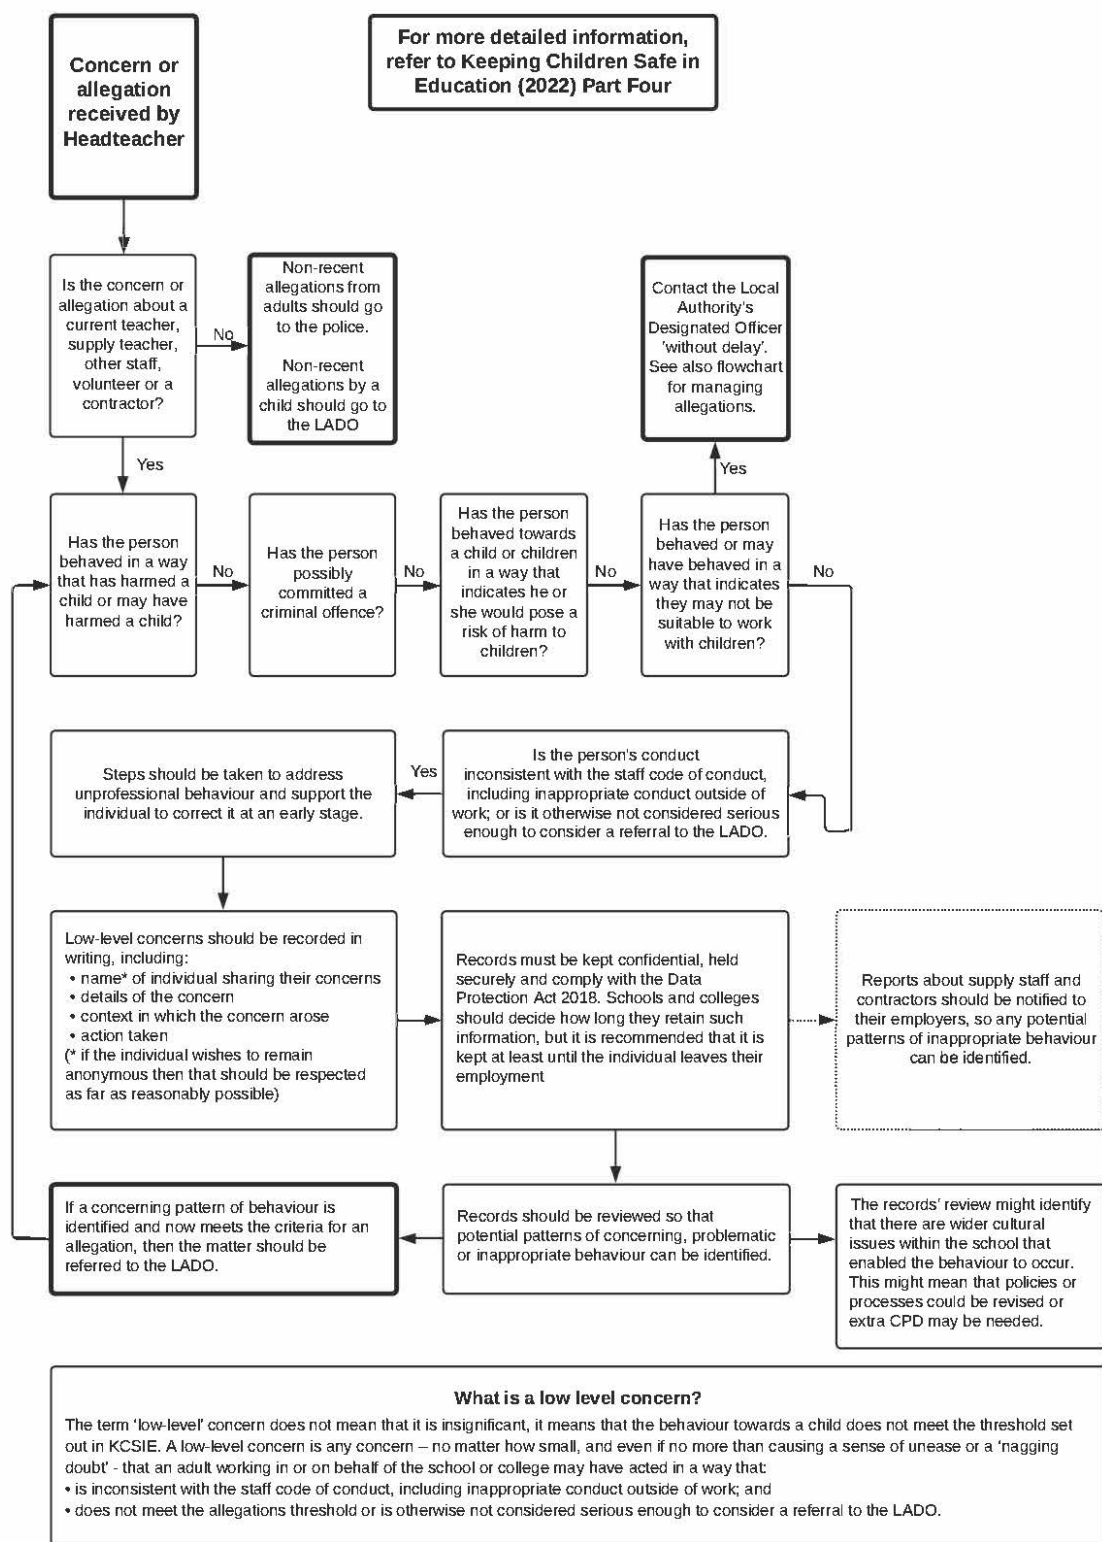 Concern or
allegation
received by
Headteacher
For more detailed information,
refer to Keeping Children Safe in
Education (2022) Part Four
Is the concern or
allegation about a
current teacher,
supply teacher,
other staff,
volunteer or a
contractor?
No
Non-recent
allegations from
adults should go
to the police.
Non-recent
allegations by a
child should go to
the LADO
Contact the Local
Authority's
Designated Officer
'without delay'.
See also flowchart
for managing
allegations.
Yes
Yes
Has the person
behaved in a way
that has harmed a
child or may have
harmed a child?
No
Has the person
possibly
committed a
criminal offence?
No
Has the person
behaved towards
a child or children
in a way that
indicates he or
she would pose a
risk of harm to
children?
No
Has the person
behaved or may
have behaved in a
way that indicates
they may not be
suitable to work
with children?
No
Steps should be taken to address
unprofessional behaviour and support the
individual to correct it at an early stage.
Yes
Is the person's conduct
inconsistent with the staff code of conduct,
including inappropriate conduct outside of
work; or is it otherwise not considered serious
enough to consider a referral to the LADO.
Low-level concerns should be recorded in
writing, including:
• name* of individual sharing their concerns
• details of the concern
• context in which the concern arose
• action taken
(* if the individual wishes to remain
anonymous then that should be respected
as far as reasonably possible)
Records must be kept confidential, held
securely and comply with the Data
Protection Act 2018. Schools and colleges
should decide how long they retain such
information, but it is recommended that it is
kept at least until the individual leaves their
employment
Reports about supply staff and
contractors should be notified to
their employers, so any potential
patterns of inappropriate behaviour
can be identified.
If a concerning pattern of behaviour is
identified and now meets the criteria for an
allegation, then the matter should be
referred to the LADO.
Records should be reviewed so that
potential patterns of concerning, problematic
or inappropriate behaviour can be identified.
The records' review might identify
that there are wider cultural
issues within the school that
enabled the behaviour to occur.
This might mean that policies or
processes could be revised or
extra CPD may be needed.
What is a low level concern?
The term 'low-level' concern does not mean that it is insignificant, it means that the behaviour towards a child does not meet the threshold set
out in KCSIE. A low-level concern is any concern – no matter how small, and even if no more than causing a sense of unease or a 'nagging
doubt' - that an adult working in or on behalf of the school or college may have acted in a way that:
• is inconsistent with the staff code of conduct, including inappropriate conduct outside of work; and
• does not meet the allegations threshold or is otherwise not considered serious enough to consider a referral to the LADO.